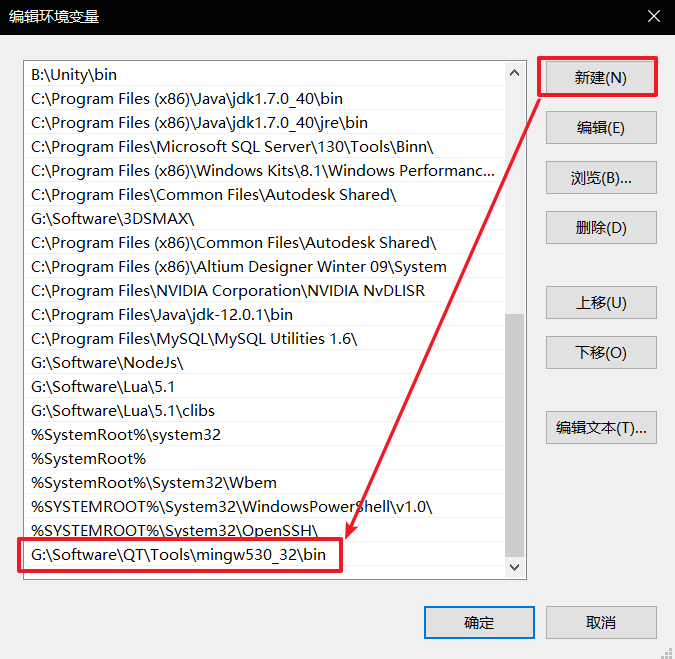 编辑环境变量
B:\Unity\bin
C:\Program Files (x86)\Java\jdk1.7.0_40\bin
C:\Program Files (x86)\Java\jdk1.7.0_40\jre\bin
C:\Program Files\Microsoft SQL Server\130\Tools\Binn\
C:\Program Files (x86)\Windows Kits\8.1\Windows Performanc...
C:\Program Files\Common Files\Autodesk Shared\
G:\Software\3DSMAX\
C:\Program Files (x86)\Common Files\Autodesk Shared\
C:\Program Files (x86)\Altium Designer Winter 09\System
C:\Program Files\NVIDIA Corporation\NVIDIA NvDLISR
C:\Program Files\Java\jdk-12.0.1\bin
C:\Program Files\MySQL\MySQL Utilities 1.6\
G:\Software\NodeJs\
G:\Software\Lua\5.1
G:\Software\Lua\5.1\clibs
%SystemRoot%\system32
%SystemRoot%
%SystemRoot%\System32\Wbem
%SYSTEMROOT%\System32\WindowsPowerShell\v1.0\
%SYSTEMROOT%\System32\OpenSSH\
G:\Software\QT\Tools\mingw530_32\bin
新建(N)
编辑(E)
浏览(B)...
删除(D)
上移(U)
下移(O)
编辑文本(T)...
确定
取消